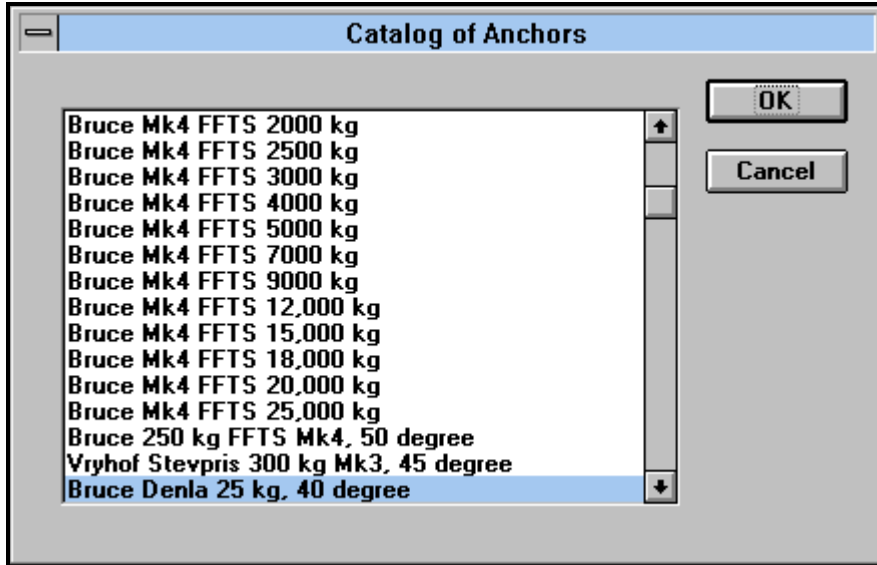 Catalog of Anchors
OK
Cancel
Bruce Mk4 FFTS 2000 kg
Bruce Mk4 FFTS 2500 kg
Bruce Mk4 FFTS 3000 kg
Bruce Mk4 FFTS 4000 kg
Bruce Mk4 FFTS 5000 kg
Bruce Mk4 FFTS 7000 kg
Bruce Mk4 FFTS 9000 kg
Bruce Mk4 FFTS 12,000 kg
Bruce Mk4 FFTS 15,000 kg
Bruce Mk4 FFTS 18,000 kg
Bruce Mk4 FFTS 20,000 kg
Bruce Mk4 FFTS 25,000 kg
Bruce 250 kg FFTS Mk4, 50 degree
Vryhof Stevpris 300 kg Mk3, 45 degree
Bruce Denla 25 kg, 40 degree